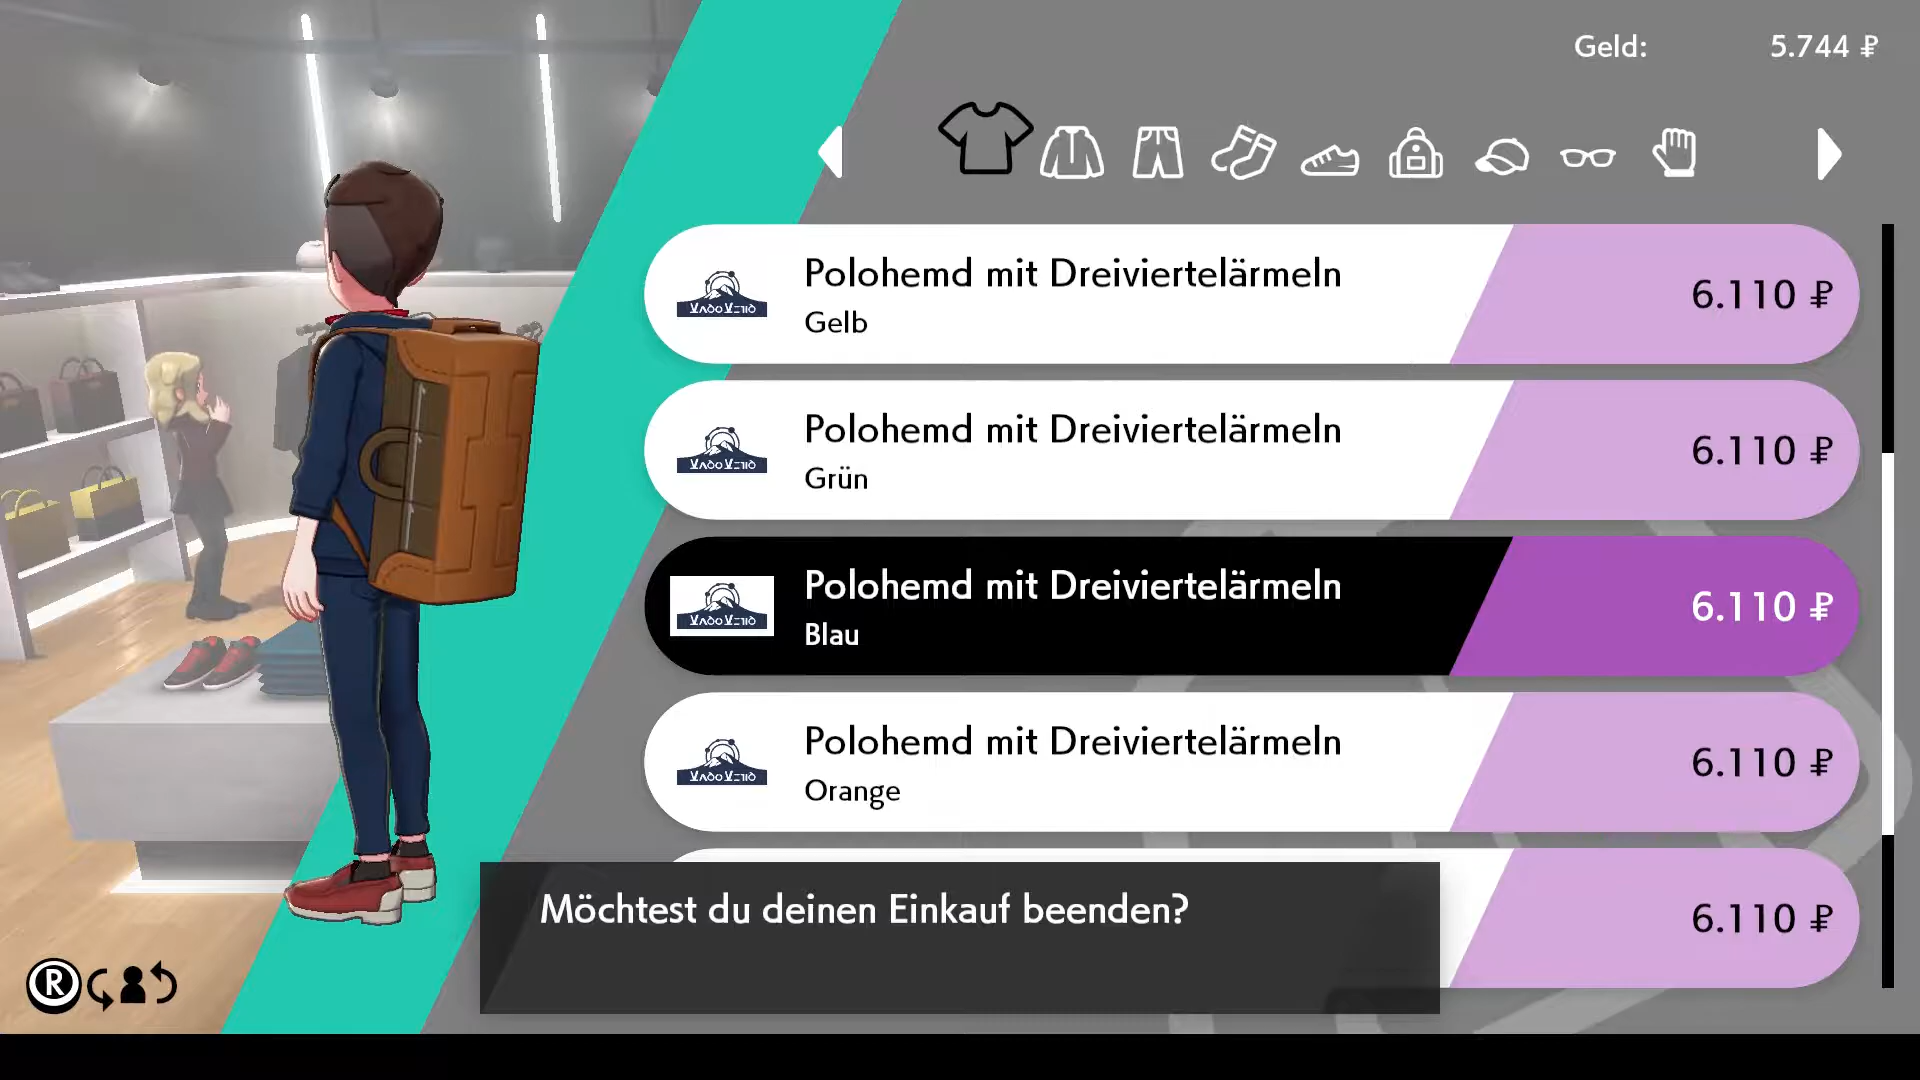 Geld: 5.744 ₽
Polohemd mit Dreiviertelärmeln
Gelb
6.110 ₽
Polohemd mit Dreiviertelärmeln
Grün
6.110 ₽
Polohemd mit Dreiviertelärmeln
Blau
6.110 ₽
Polohemd mit Dreiviertelärmeln
Orange
6.110 ₽
6.110 ₽
Möchtest du deinen Einkauf beenden?
R